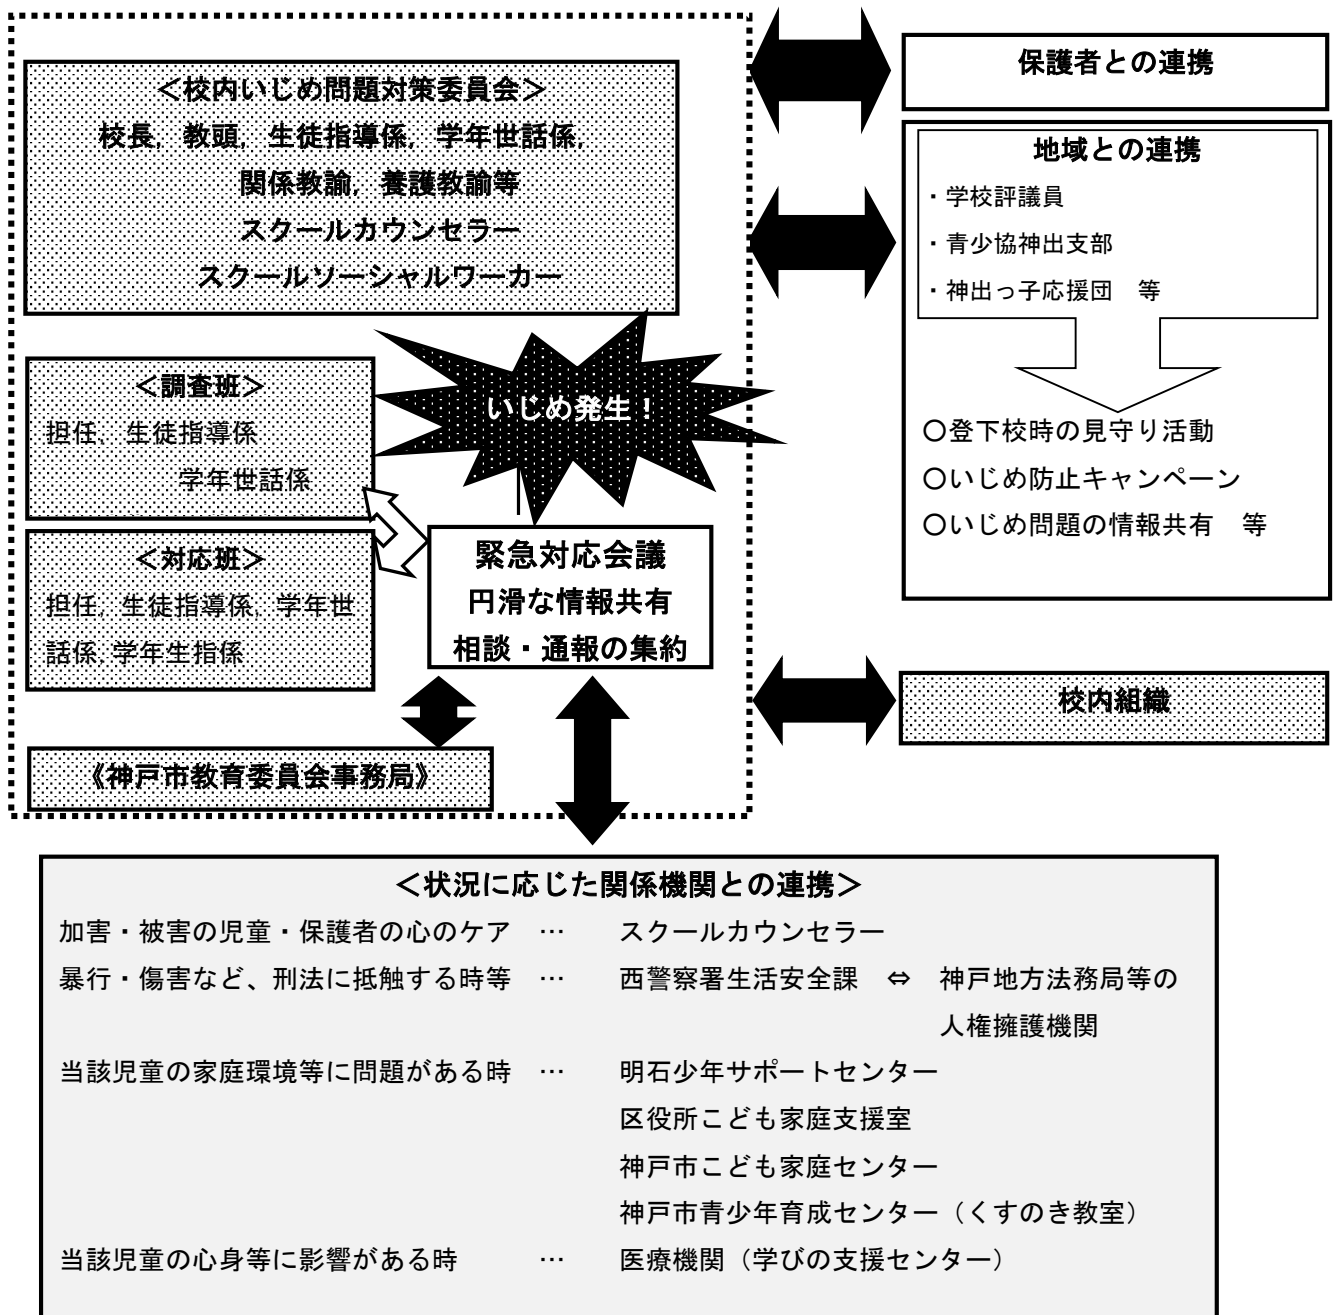 ＜校内いじめ問題対策委員会＞
校長，教頭，生徒指導係，学年世話係，
関係教諭，養護教諭等
スクールカウンセラー
スクールソーシャルワーカー
いじめ発生！
＜調査班＞
担任，生徒指導係
学年世話係
＜対応班＞
担任，生徒指導係，学年世
話係，学年生指係
緊急対応会議
円滑な情報共有
相談・通報の集約
《神戸市教育委員会事務局》
保護者との連携
地域との連携
・学校評議員
・青少協神出支部
・神出っ子応援団　等
〇登下校時の見守り活動
〇いじめ防止キャンペーン
〇いじめ問題の情報共有　等
校内組織
＜状況に応じた関係機関との連携＞
加害・被害の児童・保護者の心のケア　…　スクールカウンセラー
暴行・傷害など、刑法に抵触する時等　…　西警察署生活安全課　⇔　神戸地方法務局等の
人権擁護機関
当該児童の家庭環境等に問題がある時　…　明石少年サポートセンター
区役所こども家庭支援室
神戸市こども家庭センター
神戸市青少年育成センター（くすのき教室）
当該児童の心身等に影響がある時　…　医療機関（学びの支援センター）